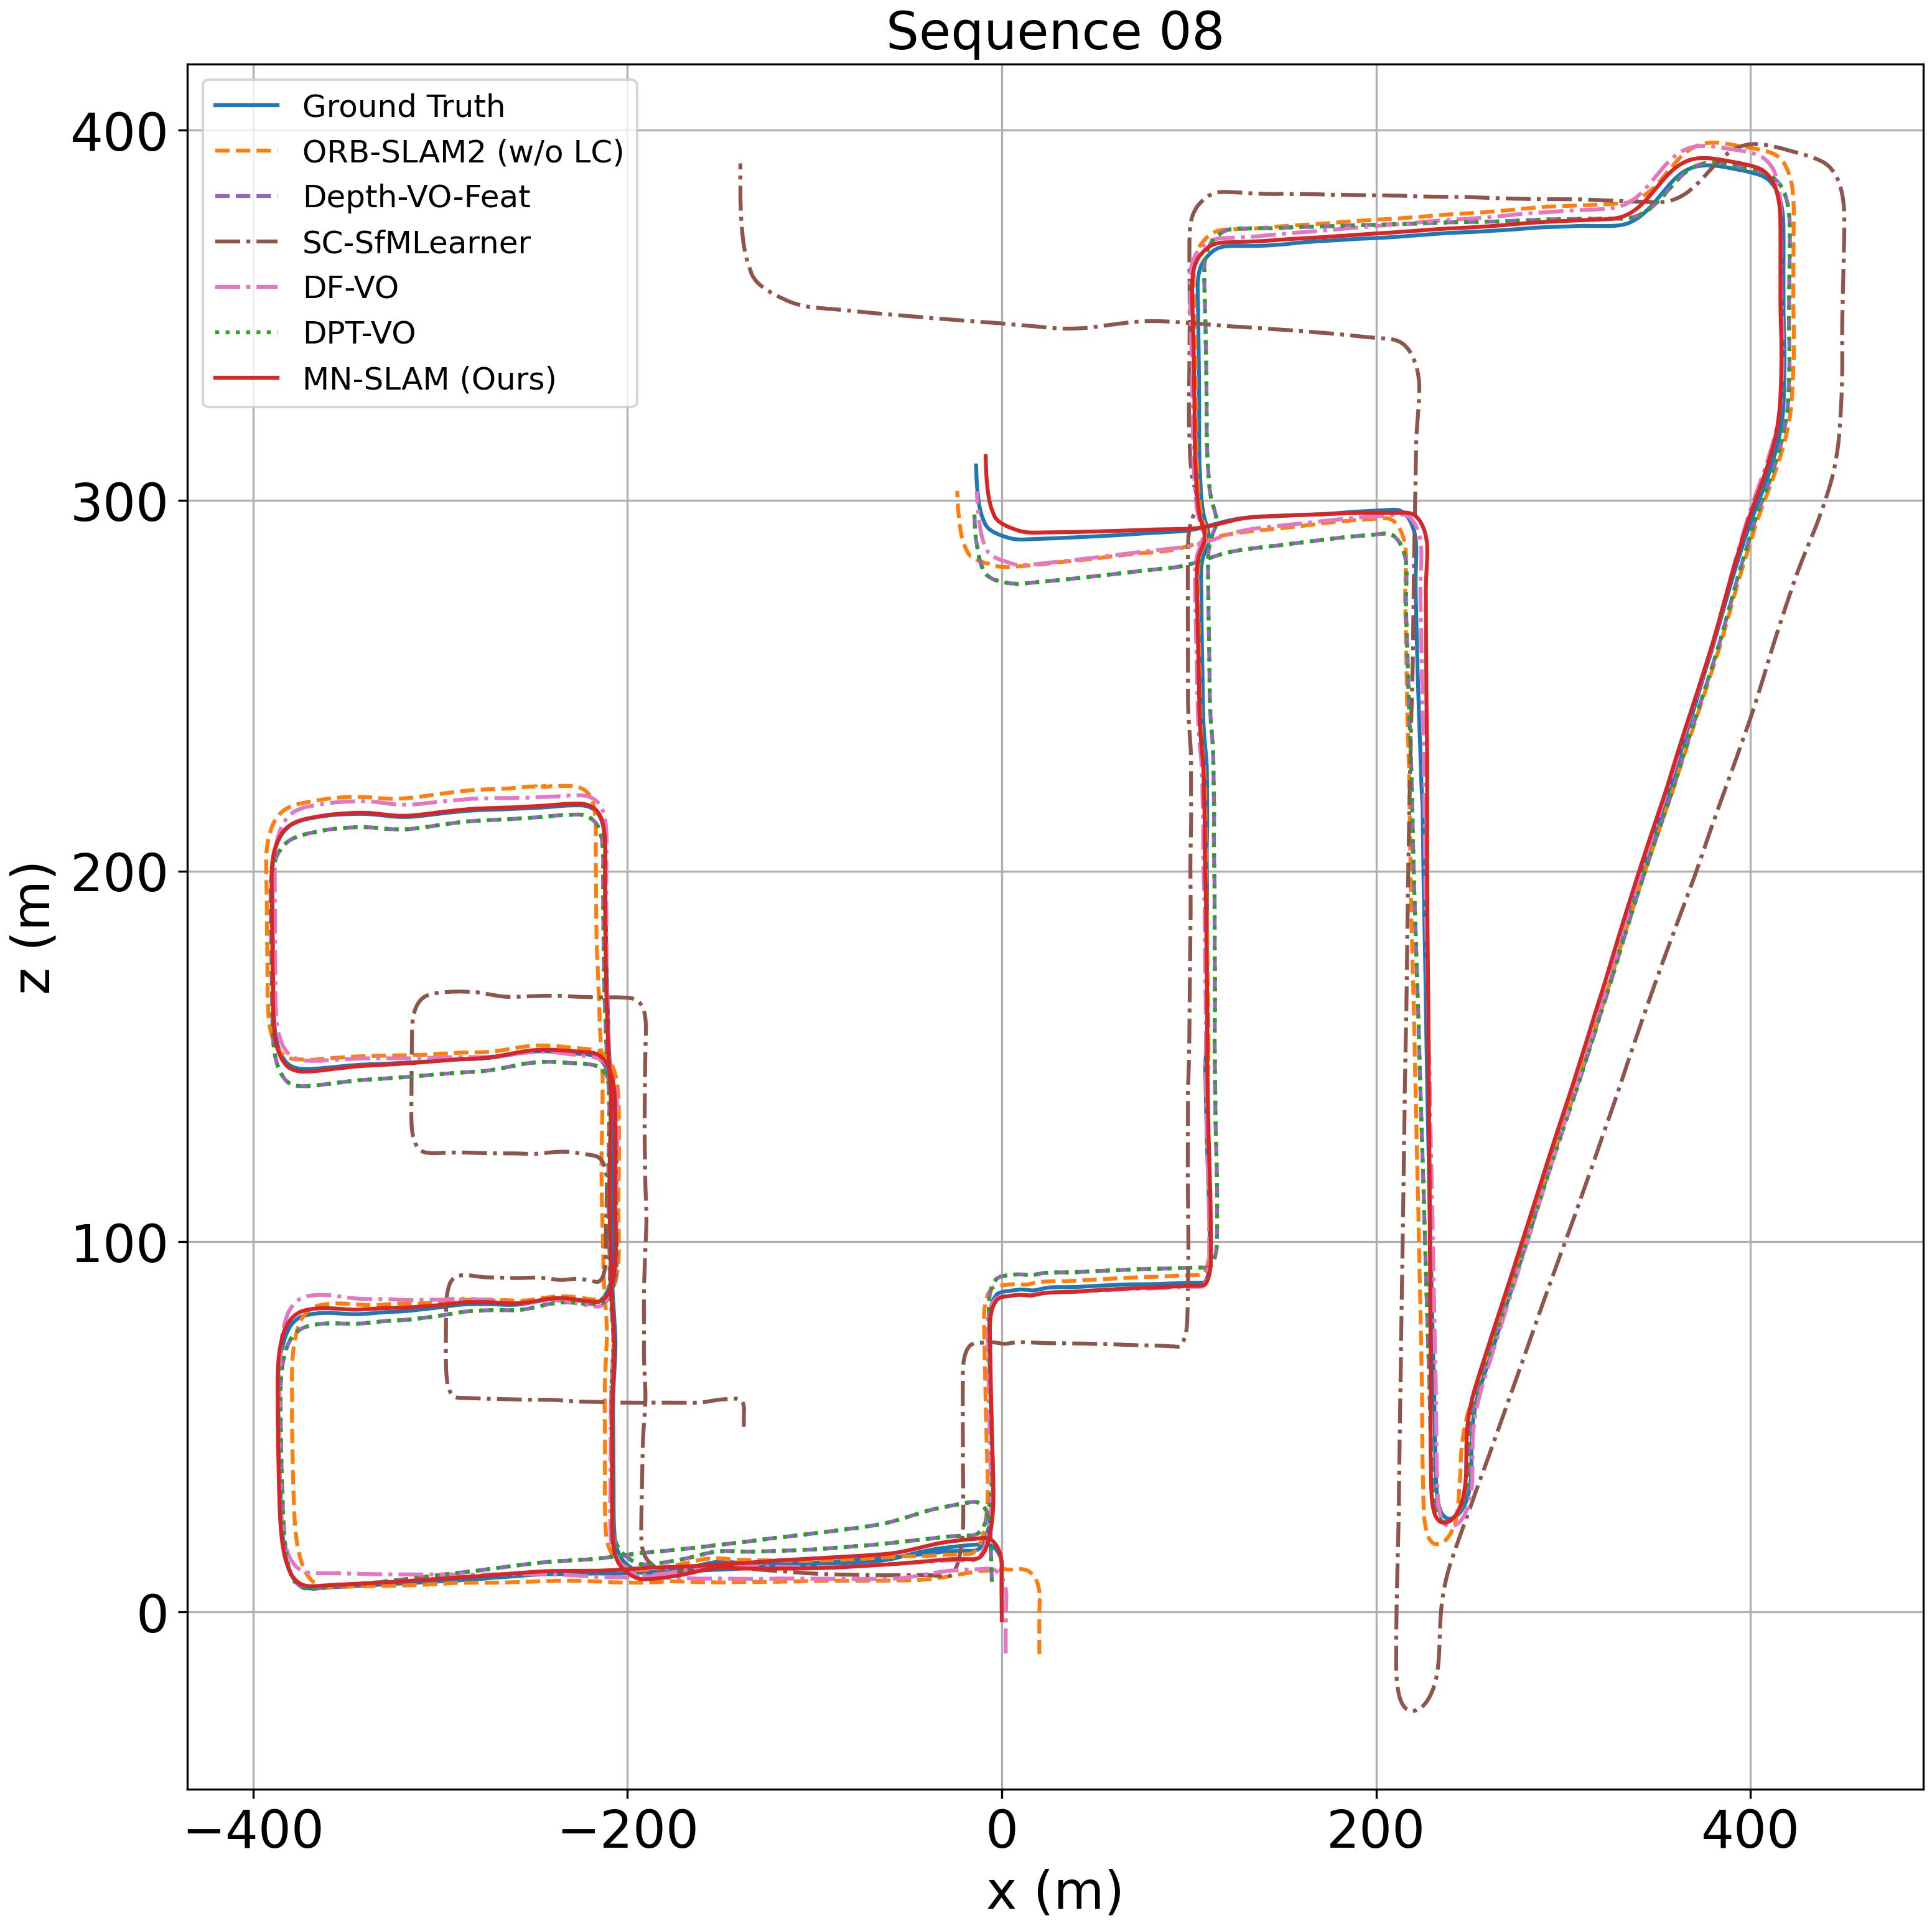 Sequence 08
Ground Truth
ORB-SLAM2 (w/o LC)
Depth-VO-Feat
SC-SfMLearner
DF-VO
DPT-VO
MN-SLAM (Ours)
400
300
200
100
0
z (m)
−400
−200
0
200
400
x (m)